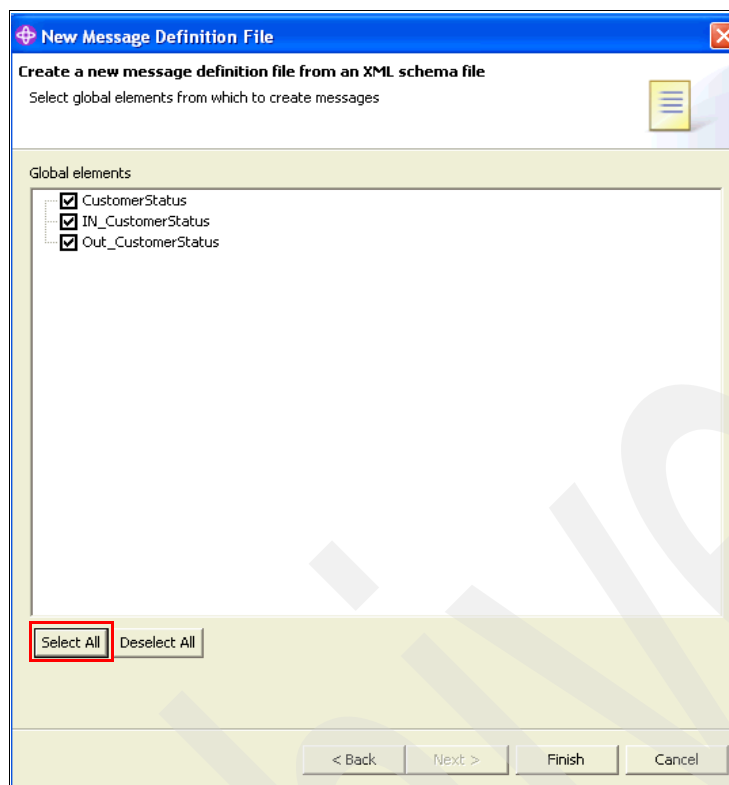 New Message Definition File
Create a new message definition file from an XML schema file
Select global elements from which to create messages
Global elements
CustomerStatus
IN_CustomerStatus
Out_CustomerStatus
Select All Deselect All
< Back Next > Finish Cancel